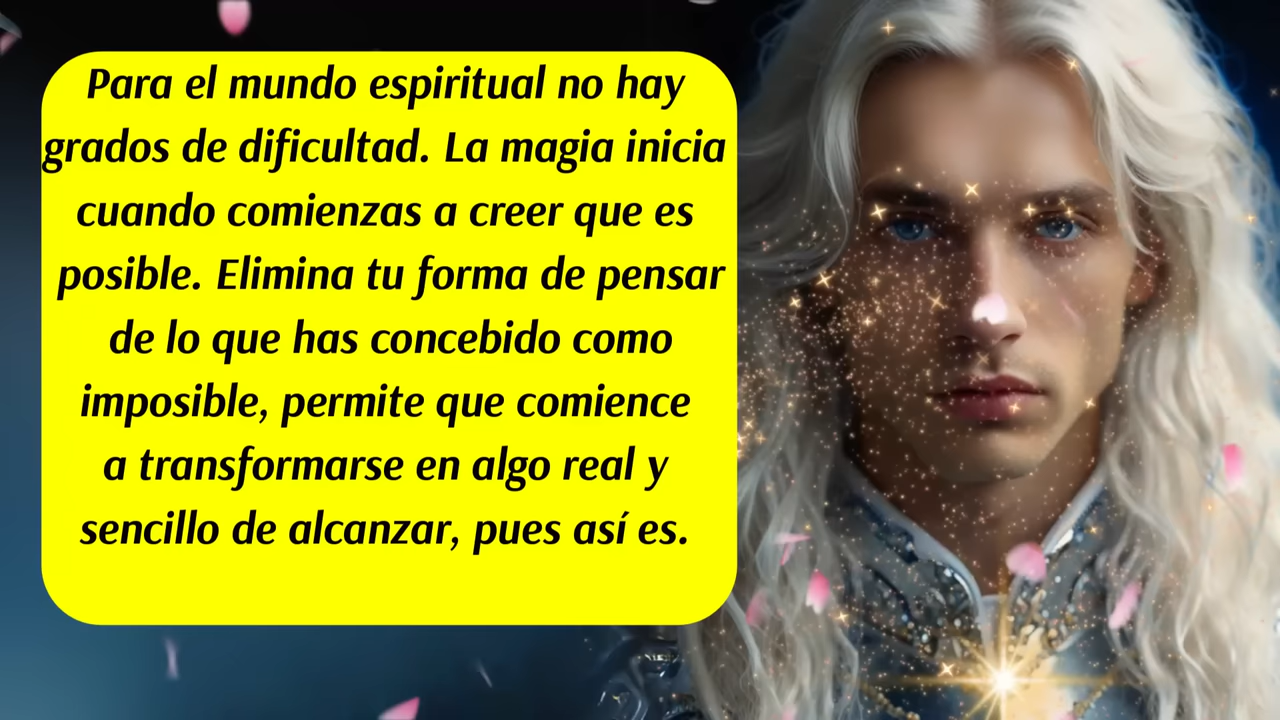 Para el mundo espiritual no hay
grados de dificultad. La magia inicia
cuando comienzas a creer que es
posible. Elimina tu forma de pensar
de lo que has concebido como
imposible, permite que comience
a transformarse en algo real y
sencillo de alcanzar, pues así es.